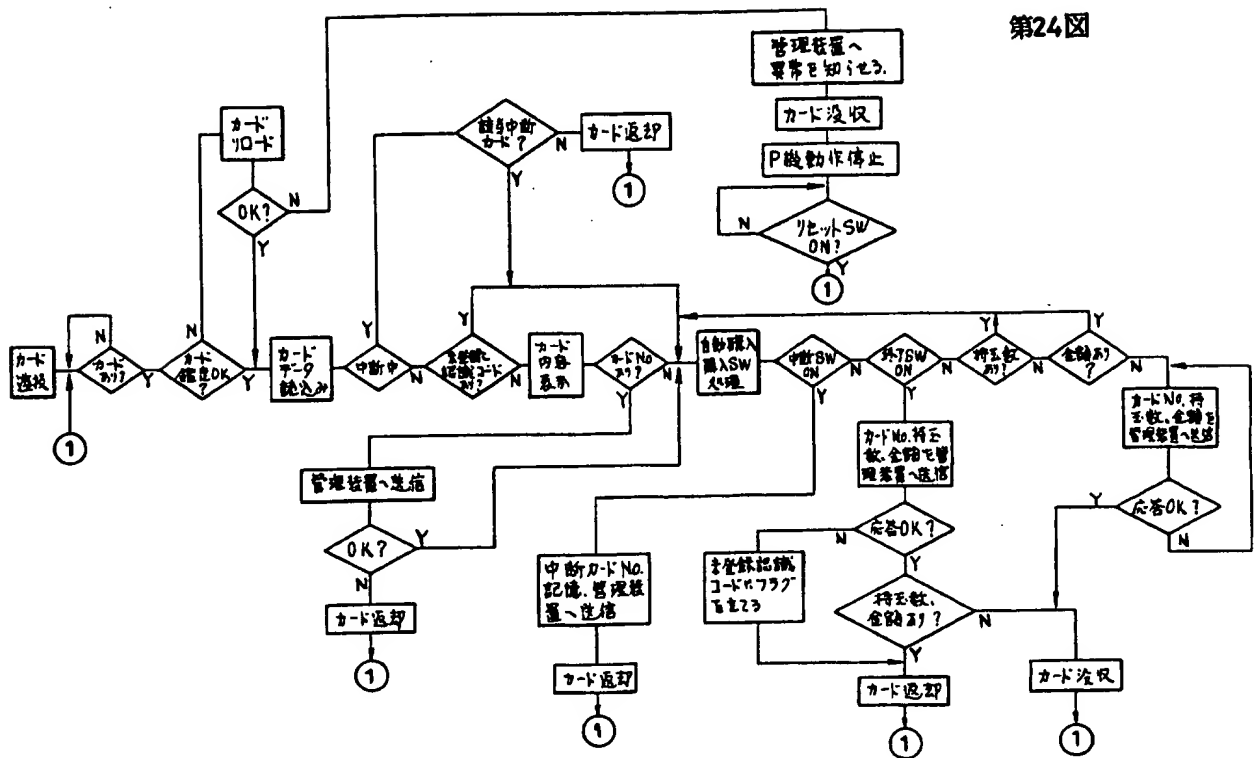 第24図
管理装置へ
異常を知らせる.
カード没収
P機動作停止
リセットSW
ON?
N
Y
1
カード
リロード
OK?
N
Y
該当中断
カード?
N
Y
カード返却
1
カード
1
カード
あり?
N
Y
カード
鑑定OK
?
N
Y
カード
データ
読込み
中断中
Y
N
未登録
認識コード
あり?
Y
N
カード
内容
表示
カードNo
あり?
N
Y
自動購入
購入SW
処理
中断SW
ON
N
Y
終了SW
ON
N
Y
持玉数
あり?
Y
N
金額あり
?
Y
N
カードNo.持
玉数、金額を
管理装置へ送信
応答OK?
Y
N
管理装置へ送信
OK?
Y
N
カード返却
1
中断カードNo.
記憶、管理装
置へ送信
カード返却
1
カードNo.持玉
数、金額を管
理装置へ送信
応答OK?
N
Y
未登録認識
コードにフラグ
を立てる
持玉数、
金額あり?
N
Y
カード返却
1
カード没収
1